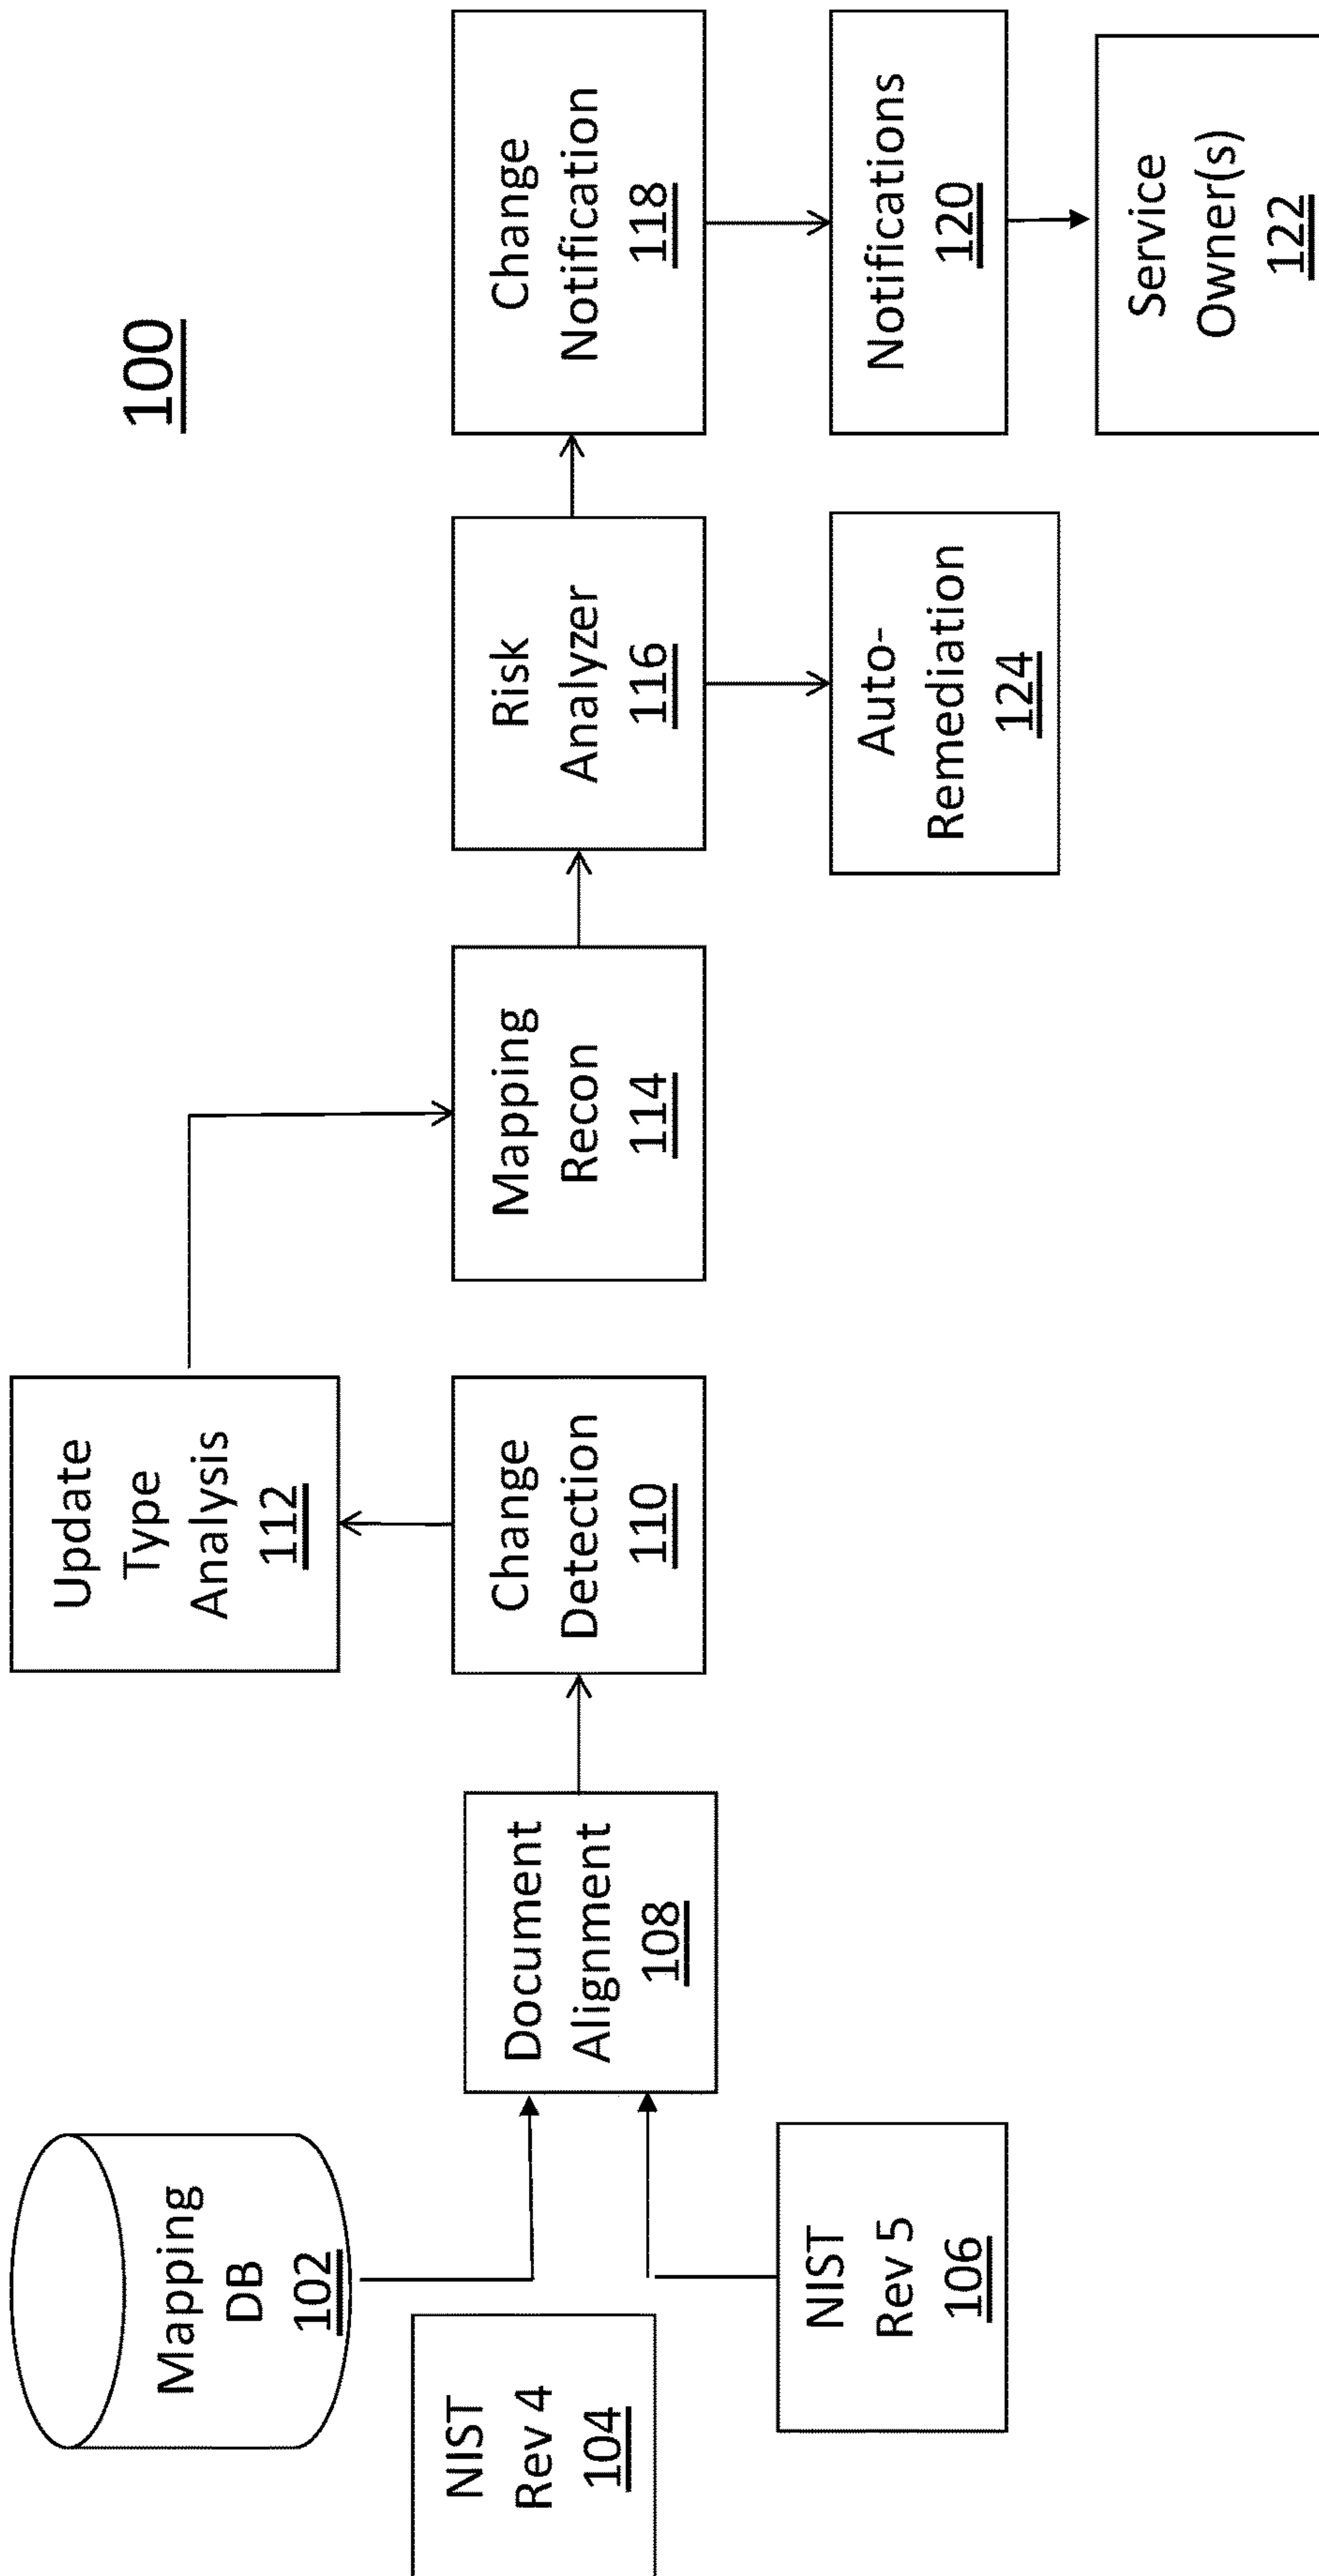 100
Mapping
DB
102
NIST
Rev 4
104
NIST
Rev 5
106
Document
Alignment
108
Change
Detection
110
Update
Type
Analysis
112
Mapping
Recon
114
Risk
Analyzer
116
Auto-
Remediation
124
Change
Notification
118
Notifications
120
Service
Owner(s)
122